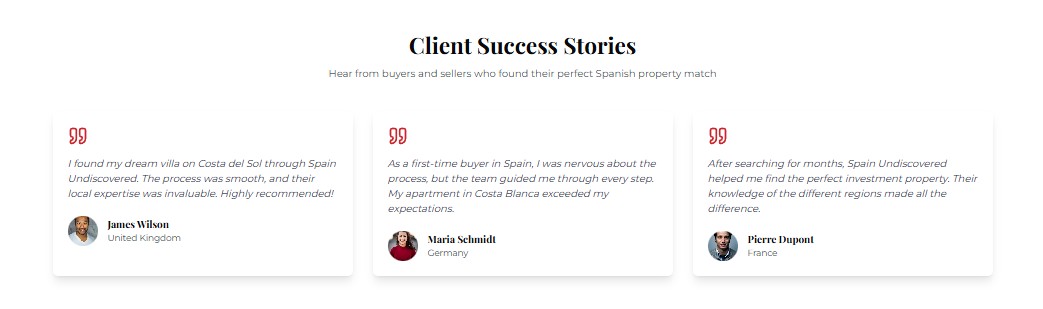 Client Success Stories
Hear from buyers and sellers who found their perfect Spanish property match
I found my dream villa on Costa del Sol through Spain
Undiscovered. The process was smooth, and their
local expertise was invaluable. Highly recommended!
James Wilson
United Kingdom
As a first-time buyer in Spain, I was nervous about the
process, but the team guided me through every step.
My apartment in Costa Blanca exceeded my
expectations.
Maria Schmidt
Germany
After searching for months, Spain Undiscovered
helped me find the perfect investment property. Their
knowledge of the different regions made all the
difference.
Pierre Dupont
France